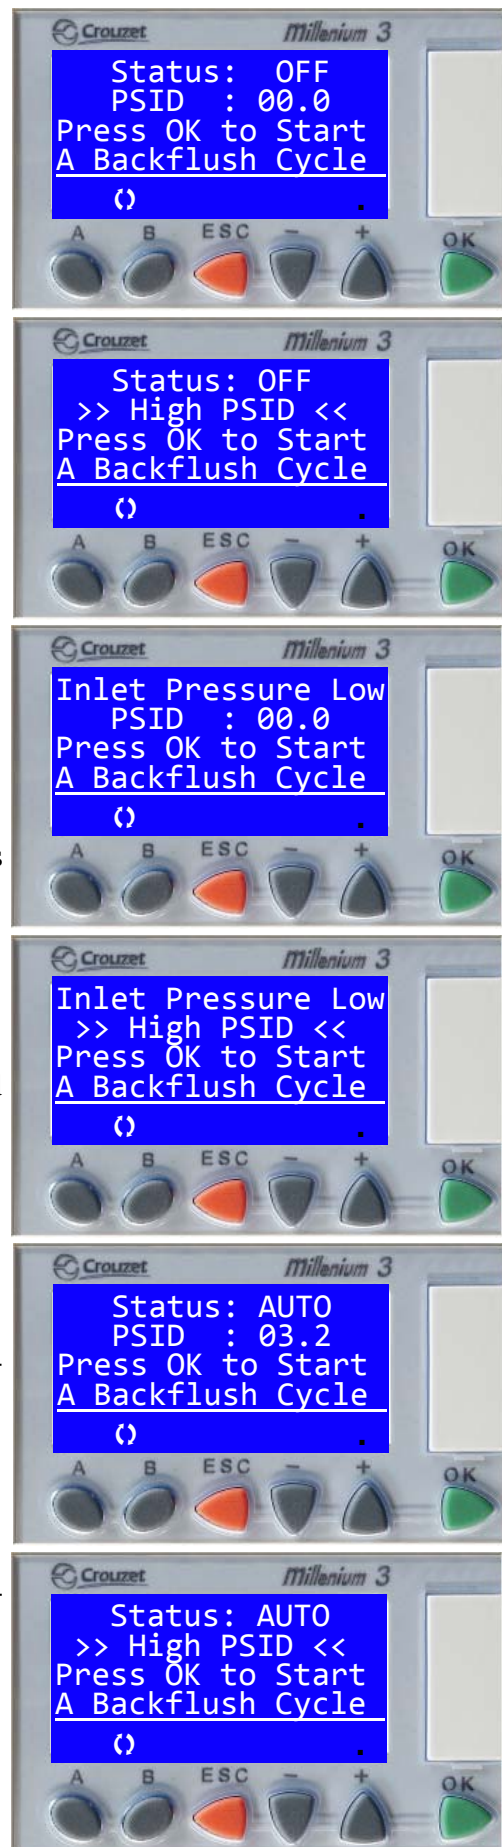 Crouzet Millenium 3
Status: OFF
PSID : 00.0
Press OK to Start
A Backflush Cycle
A B ESC - + OK
Crouzet Millenium 3
Status: OFF
>> High PSID <<
Press OK to Start
A Backflush Cycle
A B ESC - + OK
Crouzet Millenium 3
Inlet Pressure Low
PSID : 00.0
Press OK to Start
A Backflush Cycle
A B ESC - + OK
Crouzet Millenium 3
Inlet Pressure Low
>> High PSID <<
Press OK to Start
A Backflush Cycle
A B ESC - + OK
Crouzet Millenium 3
Status: AUTO
PSID : 03.2
Press OK to Start
A Backflush Cycle
A B ESC - + OK
Crouzet Millenium 3
Status: AUTO
>> High PSID <<
Press OK to Start
A Backflush Cycle
A B ESC - + OK